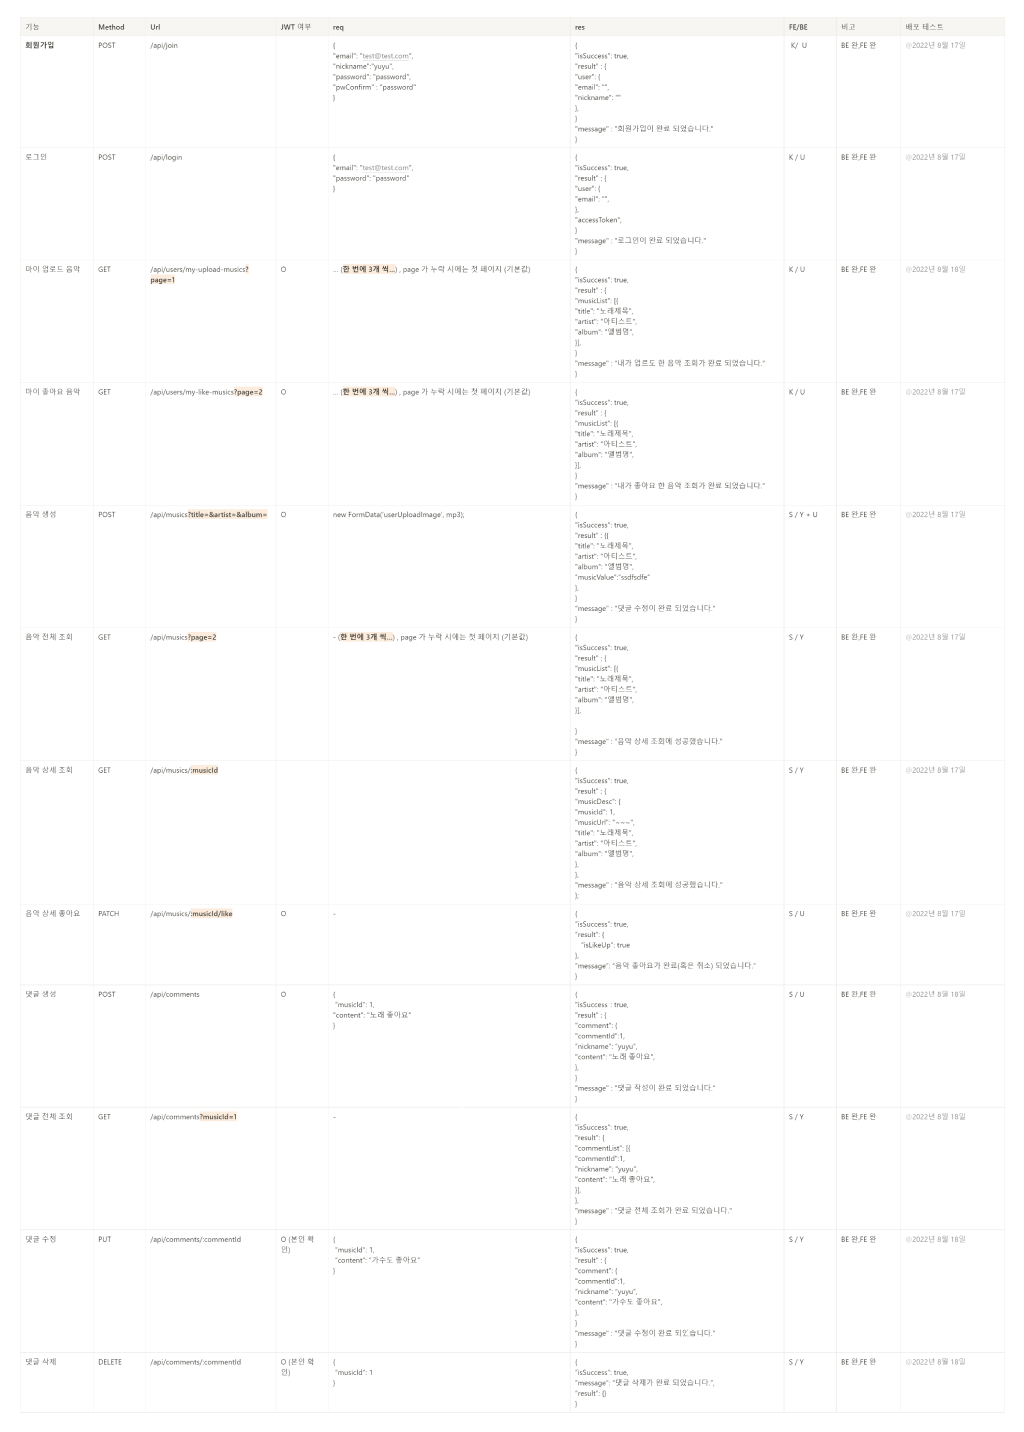 기능 Method Url JWT 여부 req res FE/BE 비고 배포 테스트
회원가입 POST /api/join { { K/ U BE 완,FE 완 @2022년 8월 17일
"email": "test@test.com", "isSuccess": true,
"nickname":"yuyu", "result" : {
"password": "password", "user": {
"pwConfirm" : "password" "email": "",
} "nickname": ""
},
}
"message" : "회원가입이 완료 되었습니다."
}
로그인 POST /api/login { { K / U BE 완,FE 완 @2022년 8월 17일
"email": "test@test.com", "isSuccess": true,
"password": "password" "result" : {
} "user": {
"email": "",
},
"accessToken",
}
"message" : "로그인이 완료 되었습니다."
}
마이 업로드 음악 GET /api/users/my-upload-musics? O ... (한 번에 3개 씩...) , page 가 누락 시에는 첫 페이지 (기본값) { K / U BE 완,FE 완 @2022년 8월 18일
page=1 "isSuccess": true,
"result" : {
"musicList": [{
"title": "노래제목",
"artist": "아티스트",
"album": "앨범명",
}],
}
"message" : "내가 업르도 한 음악 조회가 완료 되었습니다."
}
마이 좋아요 음악 GET /api/users/my-like-musics?page=2 O ... (한 번에 3개 씩...) , page 가 누락 시에는 첫 페이지 (기본값) { K / U BE 완,FE 완 @2022년 8월 17일
"isSuccess": true,
"result" : {
"musicList": [{
"title": "노래제목",
"artist": "아티스트",
"album": "앨범명",
}],
}
"message" : "내가 좋아요 한 음악 조회가 완료 되었습니다."
}
음악 생성 POST /api/musics?title=&artist=&album= O new FormData('userUploadImage', mp3); { S / Y + U BE 완,FE 완 @2022년 8월 17일
"isSuccess": true,
"result" : {{
"title": "노래제목",
"artist": "아티스트",
"album": "앨범명",
"musicValue":"ssdfsdfe"
},
}
"message" : "댓글 수정이 완료 되었습니다."
}
음악 전체 조회 GET /api/musics?page=2 - (한 번에 3개 씩...) , page 가 누락 시에는 첫 페이지 (기본값) { S / Y BE 완,FE 완 @2022년 8월 17일
"isSuccess": true,
"result" : {
"musicList": [{
"title": "노래제목",
"artist": "아티스트",
"album": "앨범명",
}],
}
"message" : "음악 상세 조회에 성공했습니다."
}
음악 상세 조회 GET /api/musics/:musicId { S / Y BE 완,FE 완 @2022년 8월 17일
"isSuccess": true,
"result" : {
"musicDesc": {
"musicId": 1,
"musicUrl": "~~~",
"title": "노래제목",
"artist": "아티스트",
"album": "앨범명",
},
},
"message" : "음악 상세 조회에 성공했습니다."
};
음악 상세 좋아요 PATCH /api/musics/:musicId/like O - { S / U BE 완,FE 완 @2022년 8월 17일
"isSuccess": true,
"result": {
"isLikeUp": true
},
"message": "음악 좋아요가 완료(혹은 취소) 되었습니다."
}
댓글 생성 POST /api/comments O { { S / U BE 완,FE 완 @2022년 8월 18일
"musicId": 1, "isSuccess : true,
"content": "노래 좋아요" "result" : {
} "comment": {
"commentId":1,
"nickname": "yuyu",
"content": "노래 좋아요",
},
}
"message" : "댓글 작성이 완료 되었습니다."
}
댓글 전체 조회 GET /api/comments?musicId=1 - { S / Y BE 완,FE 완 @2022년 8월 18일
"isSuccess": true,
"result": {
"commentList": [{
"commentId":1,
"nickname": "yuyu",
"content": "노래 좋아요",
}],
},
"message" : "댓글 전체 조회가 완료 되었습니다."
}
댓글 수정 PUT /api/comments/:commentId O (본인 확 { { S / Y BE 완,FE 완 @2022년 8월 18일
인) "musicId": 1, "isSuccess": true,
"content": "가수도 좋아요" "result" : {
} "comment": {
"commentId":1,
"nickname": "yuyu",
"content": "가수도 좋아요",
},
}
"message" : "댓글 수정이 완료 되었습니다."
}
댓글 삭제 DELETE /api/comments/:commentId O (본인 확 { { S / Y BE 완,FE 완 @2022년 8월 18일
인) "musicId": 1 "isSuccess": true,
} "message": "댓글 삭제가 완료 되었습니다.",
"result": {}
}